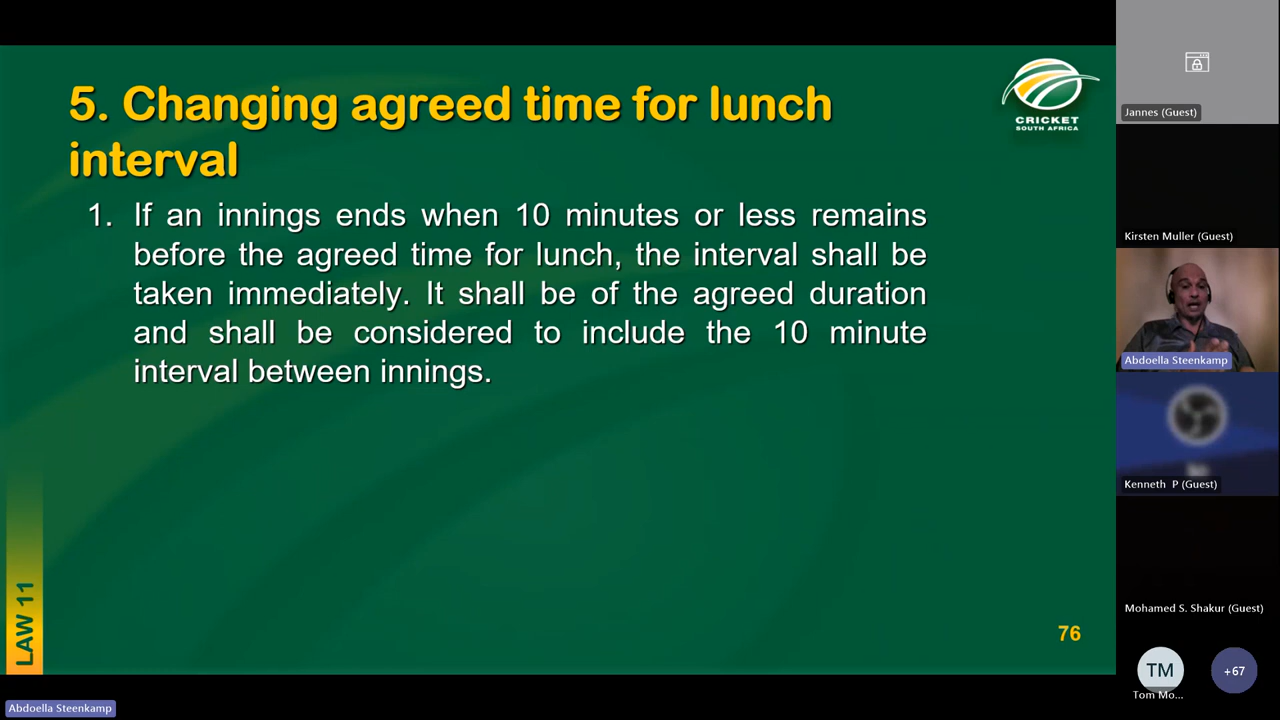 5. Changing agreed time for lunch
interval
CRICKET
SOUTH AFRICA
1. If an innings ends when 10 minutes or less remains
before the agreed time for lunch, the interval shall be
taken immediately. It shall be of the agreed duration
and shall be considered to include the 10 minute
interval between innings.
LAW 11
76
Abdoella Steenkamp
Jannes (Guest)
Kirsten Muller (Guest)
Abdoella Steenkamp
Kenneth P (Guest)
Mohamed S. Shakur (Guest)
TM
Tom Mo...
+67